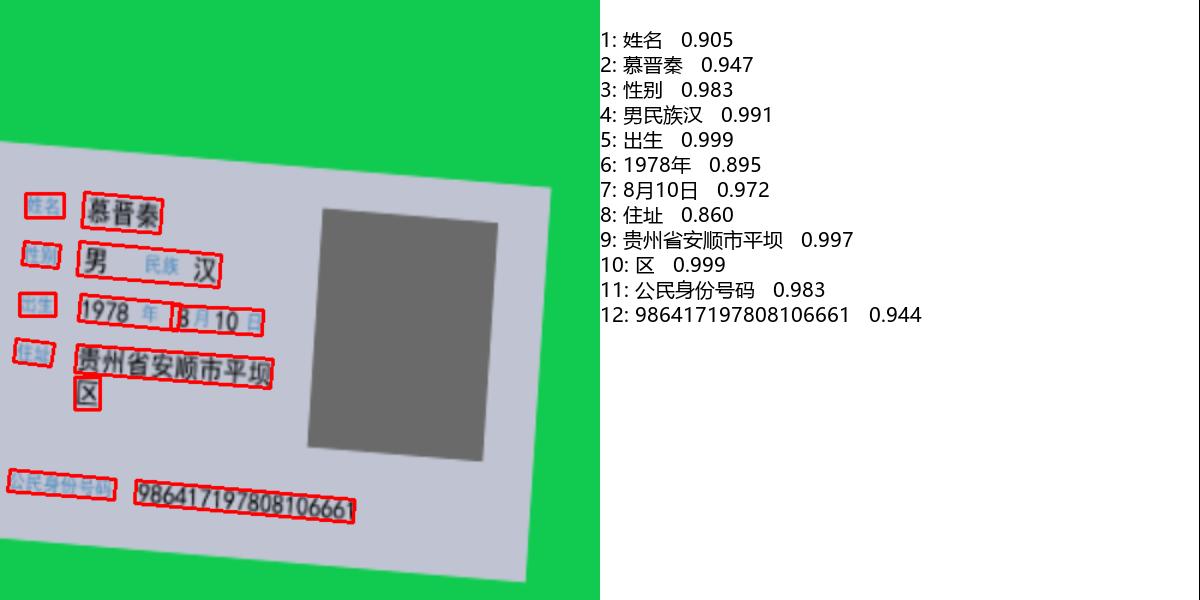 姓名 慕晋秦
性别 男 民族 汉
出生 1978 年 8 月 10 日
住址 贵州省安顺市平坝
区
公民身份号码 986417197808106661
1: 姓名 0.905
2: 慕晋秦 0.947
3: 性别 0.983
4: 男民族汉 0.991
5: 出生 0.999
6: 1978年 0.895
7: 8月10日 0.972
8: 住址 0.860
9: 贵州省安顺市平坝 0.997
10: 区 0.999
11: 公民身份号码 0.983
12: 986417197808106661 0.944